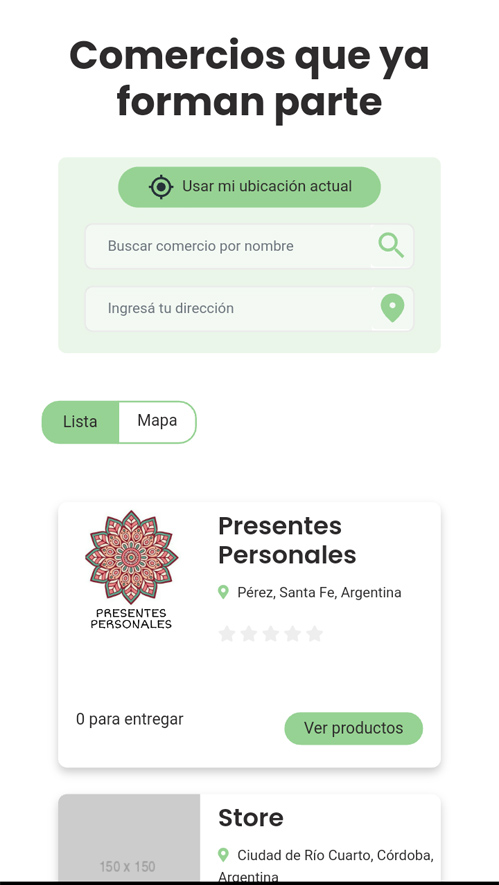 Comercios que ya
forman parte
Usar mi ubicación actual
Buscar comercio por nombre
Ingresá tu dirección
Lista
Mapa
PRESENTES
PERSONALES
Presentes
Personales
Pérez, Santa Fe, Argentina
0 para entregar
Ver productos
150 x 150
Store
Ciudad de Río Cuarto, Córdoba,
Argentina